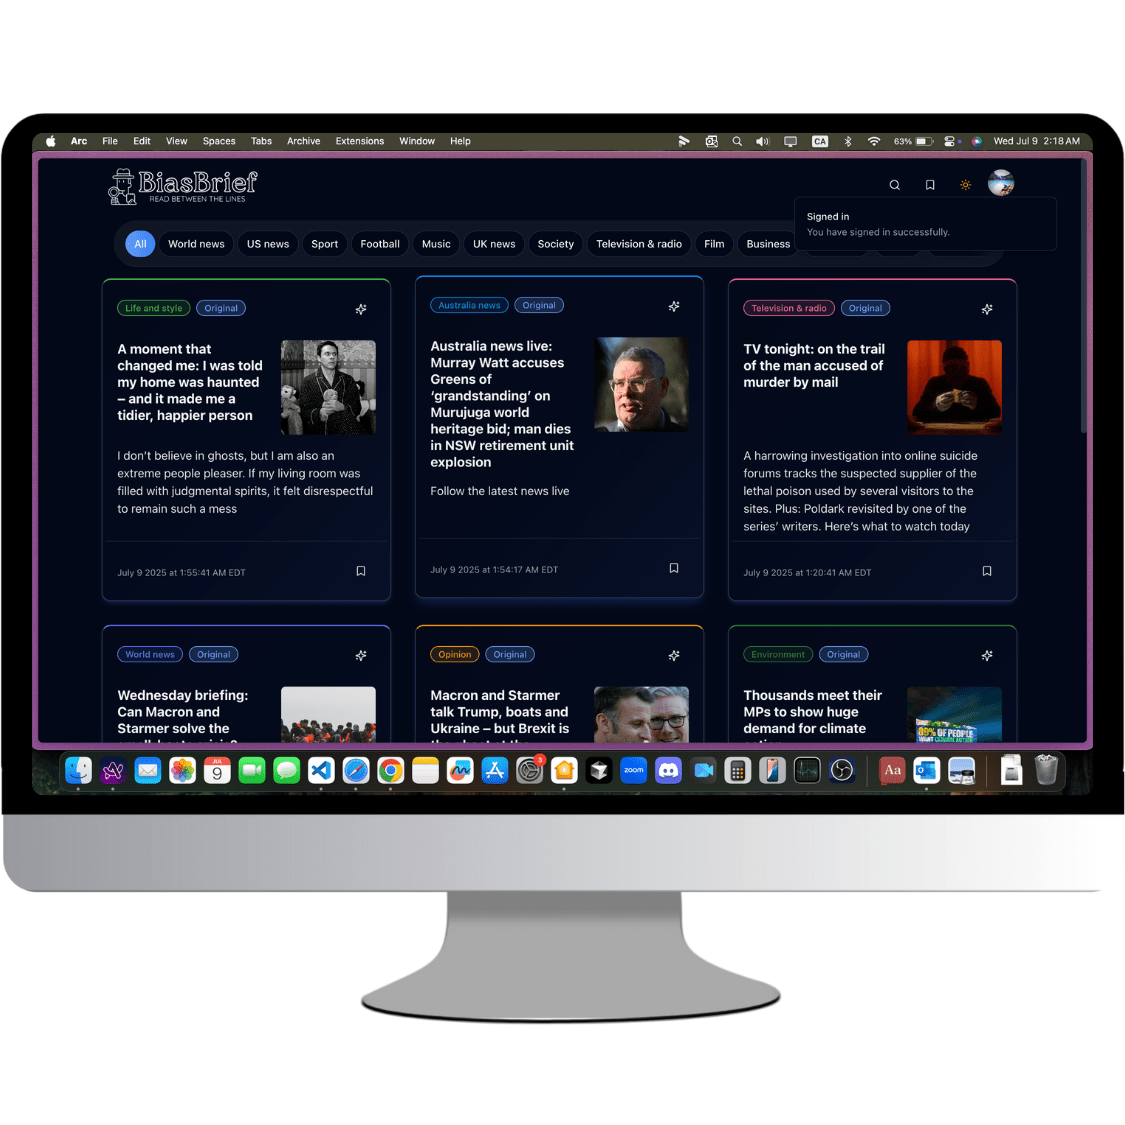 Arc File Edit View Spaces Tabs Archive Extensions Window Help CA 63% Wed Jul 9 2:18 AM
BiasBrief
READ BETWEEN THE LINES
Signed in
You have signed in successfully.
All World news US news Sport Football Music UK news Society Television & radio Film Business
Life and style Original
A moment that
changed me: I was told
my home was haunted
– and it made me a
tidier, happier person
I don't believe in ghosts, but I am also an
extreme people pleaser. If my living room was
filled with judgmental spirits, it felt disrespectful
to remain such a mess
July 9 2025 at 1:55:41 AM EDT
Australia news Original
Australia news live:
Murray Watt accuses
Greens of
‘grandstanding’ on
Murujuga world
heritage bid; man dies
in NSW retirement unit
explosion
Follow the latest news live
July 9 2025 at 1:54:17 AM EDT
Television & radio Original
TV tonight: on the trail
of the man accused of
murder by mail
A harrowing investigation into online suicide
forums tracks the suspected supplier of the
lethal poison used by several visitors to the
sites. Plus: Poldark revisited by one of the
series’ writers. Here’s what to watch today
July 9 2025 at 1:20:41 AM EDT
World news Original
Wednesday briefing:
Can Macron and
Starmer solve the
Opinion Original
Macron and Starmer
talk Trump, boats and
Ukraine – but Brexit is
Environment Original
Thousands meet their
MPs to show huge
demand for climate
89% OF PEOPLE
WANT CLIMATE ACTION
JUL
9
3
zoom
Aa